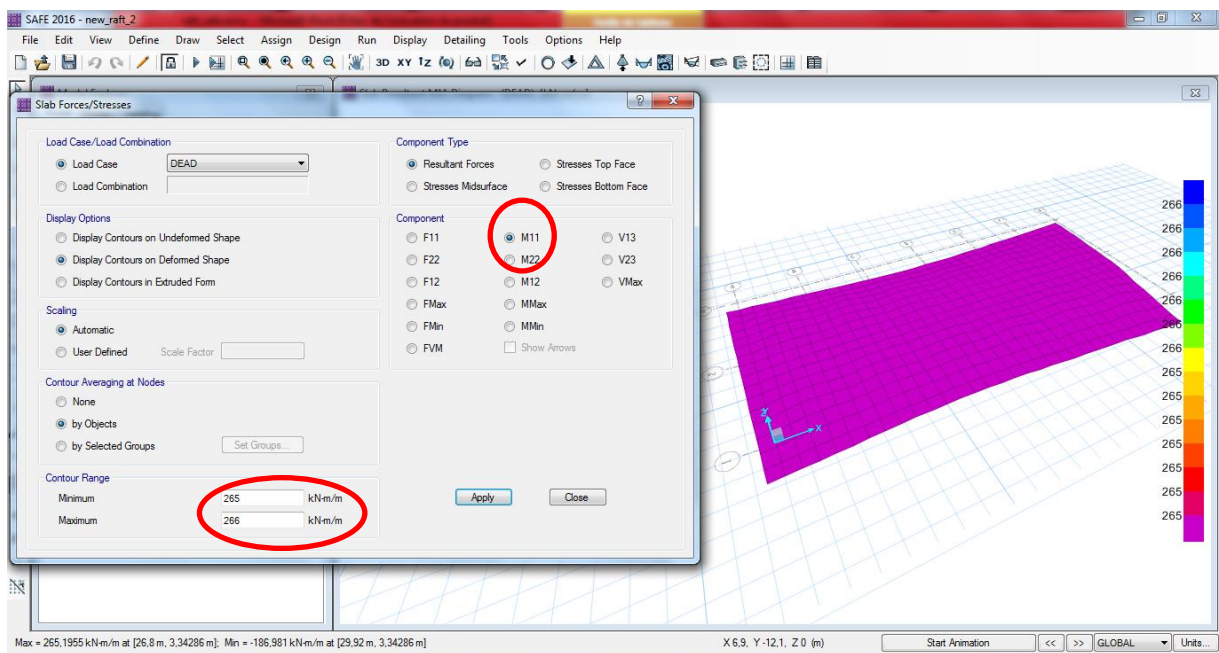 SAFE 2016 - new_raft_2
File Edit View Define Draw Select Assign Design Run Display Detailing Tools Options Help
3D XY
Slab Forces/Stresses
Load Case/Load Combination
Load Case DEAD
Load Combination
Display Options
Display Contours on Undeformed Shape
Display Contours on Deformed Shape
Display Contours in Extruded Form
Scaling
Automatic
User Defined Scale Factor
Contour Averaging at Nodes
None
by Objects
by Selected Groups Set Groups...
Contour Range
Minimum 265 kN-m/m
Maximum 266 kN-m/m
Component Type
Resultant Forces Stresses Top Face
Stresses Midsurface Stresses Bottom Face
Component
F11 M11 V13
F22 M22 V23
F12 M12 VMax
FMax MMax
FMin MMin
FVM Show Arrows
Apply Close
266
266
266
266
266
266
266
265
265
265
265
265
265
265
X
Max = 265,1955 kN-m/m at [26,8 m, 3,34286 m]; Min = -186,981 kN-m/m at [29,92 m, 3,34286 m]
X 6,9, Y -12,1, Z 0 (m) Start Animation << >> GLOBAL Units...